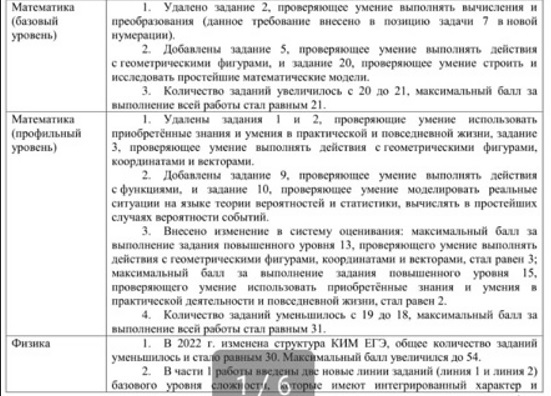 Математика
(базовый
уровень)
1. Удалено задание 2, проверяющее умение выполнять вычисления и
преобразования (данное требование внесено в позицию задачи 7 в новой
нумерации).
2. Добавлены задание 5, проверяющее умение выполнять действия
с геометрическими фигурами, и задание 20, проверяющее умение строить и
исследовать простейшие математические модели.
3. Количество заданий увеличилось с 20 до 21, максимальный балл за
выполнение всей работы стал равным 21.
Математика
(профильный
уровень)
1. Удалены задания 1 и 2, проверяющие умение использовать
приобретённые знания и умения в практической и повседневной жизни, задание
3, проверяющее умение выполнять действия с геометрическими фигурами,
координатами и векторами.
2. Добавлены задание 9, проверяющее умение выполнять действия
с функциями, и задание 10, проверяющее умение моделировать реальные
ситуации на языке теории вероятностей и статистики, вычислять в простейших
случаях вероятности событий.
3. Внесено изменение в систему оценивания: максимальный балл за
выполнение задания повышенного уровня 13, проверяющего умение выполнять
действия с геометрическими фигурами, координатами и векторами, стал равен 3;
максимальный балл за выполнение задания повышенного уровня 15,
проверяющего умение использовать приобретённые знания и умения в
практической деятельности и повседневной жизни, стал равен 2.
4. Количество заданий уменьшилось с 19 до 18, максимальный балл за
выполнение всей работы стал равным 31.
Физика
1. В 2022 г. изменена структура КИМ ЕГЭ, общее количество заданий
уменьшилось и стало равным 30. Максимальный балл увеличился до 54.
2. В части 1 работы введены две новые линии заданий (линия 1 и линия 2)
базового уровня сложности, которые имеют интегрированный характер и
1 / 6